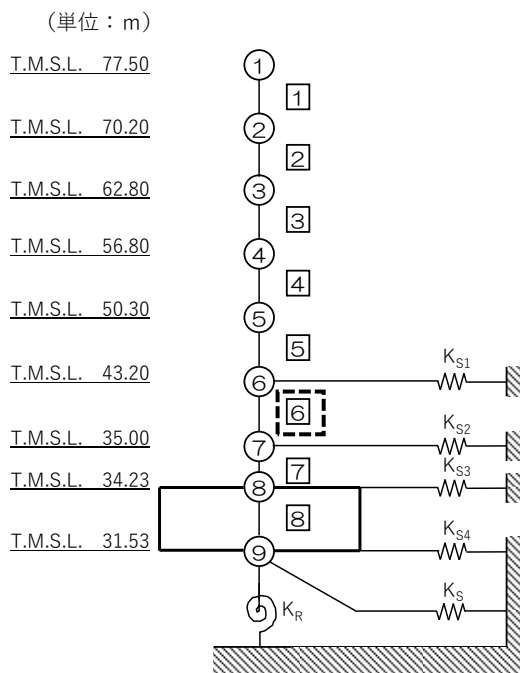 (単位：m)
T.M.S.L. 77.50
①
1
T.M.S.L. 70.20
②
2
T.M.S.L. 62.80
③
3
T.M.S.L. 56.80
④
4
T.M.S.L. 50.30
⑤
5
T.M.S.L. 43.20
⑥
KS1
6
T.M.S.L. 35.00
⑦
KS2
7
KS3
T.M.S.L. 34.23
⑧
8
KS4
T.M.S.L. 31.53
⑨
KR
KS